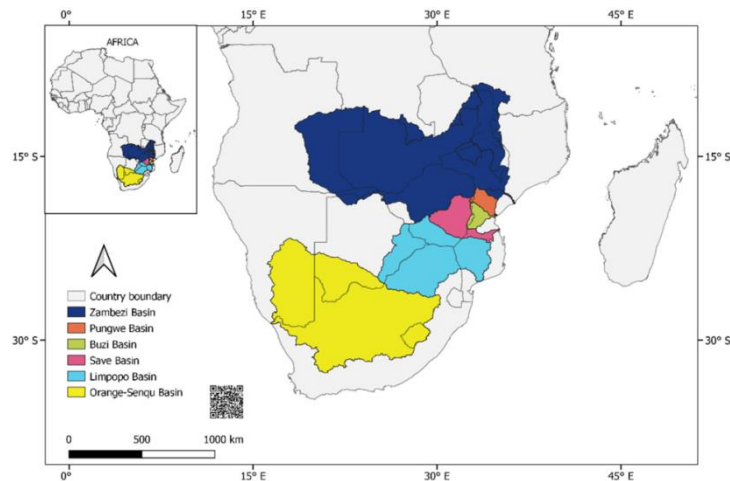 0°
15° E
30° E
45° E
AFRICA
15° S
15° S
Country boundary
Zambezi Basin
Pungwe Basin
Buzi Basin
Save Basin
Limpopo Basin
Orange-Senqu Basin
30° S
30° S
0
500
1000 km
0°
15° E
30° E
45° E